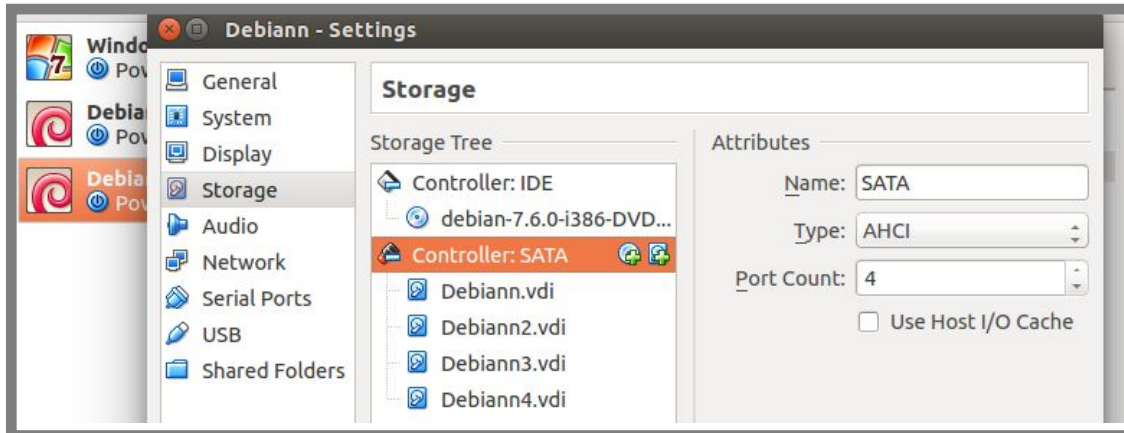 Debiann - Settings
Windo
Pov
Debia
Pov
Debia
Pov
General
System
Display
Storage
Audio
Network
Serial Ports
USB
Shared Folders
Storage
Storage Tree
Controller: IDE
debian-7.6.0-i386-DVD...
Controller: SATA
Debiann.vdi
Debiann2.vdi
Debiann3.vdi
Debiann4.vdi
Attributes
Name: SATA
Type: AHCI
Port Count: 4
Use Host I/O Cache